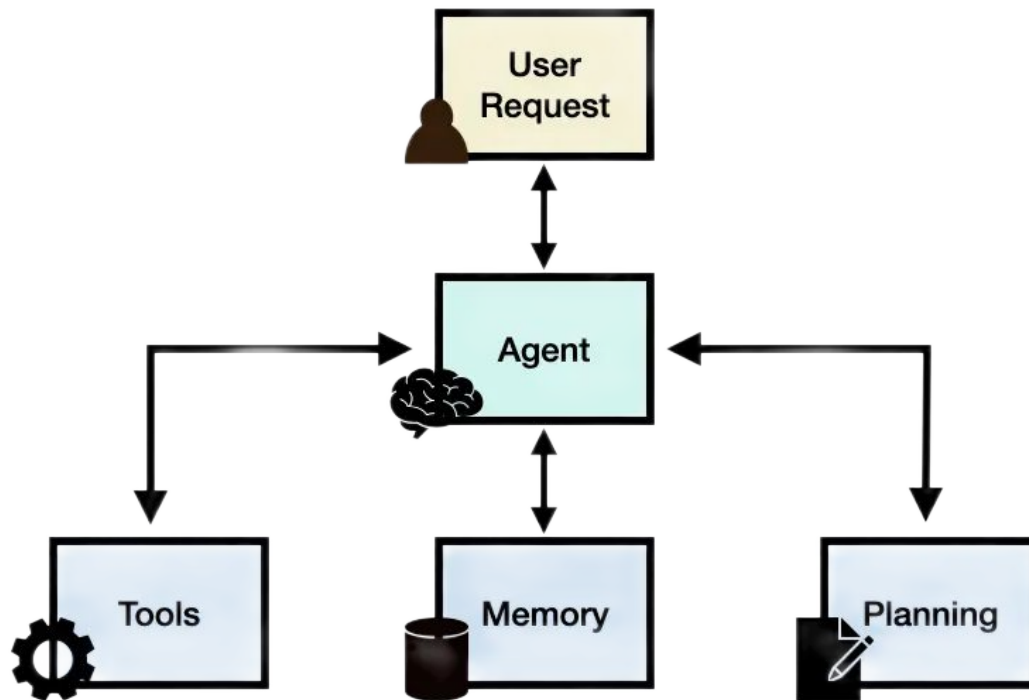 User
Request
Agent
Tools
Memory
Planning